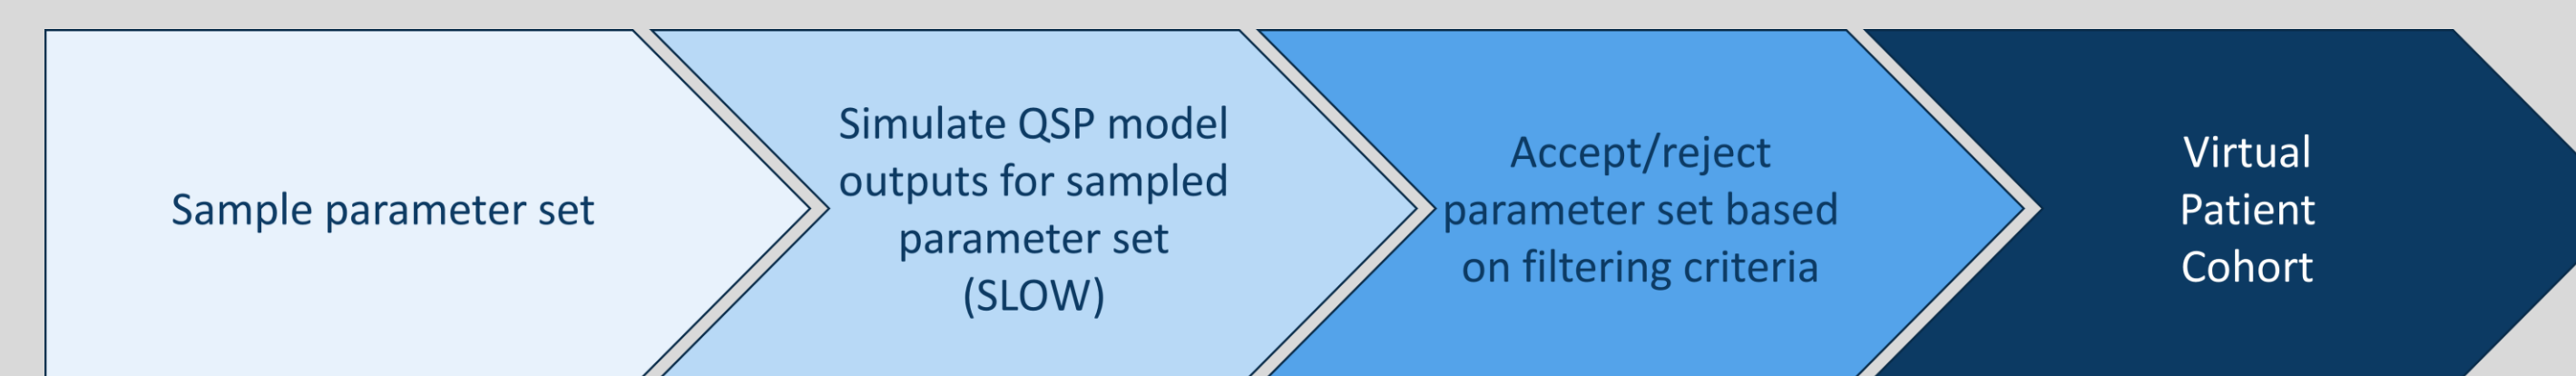 Sample parameter set
Simulate QSP model
outputs for sampled
parameter set
(SLOW)
Accept/reject
parameter set based
on filtering criteria
Virtual
Patient
Cohort